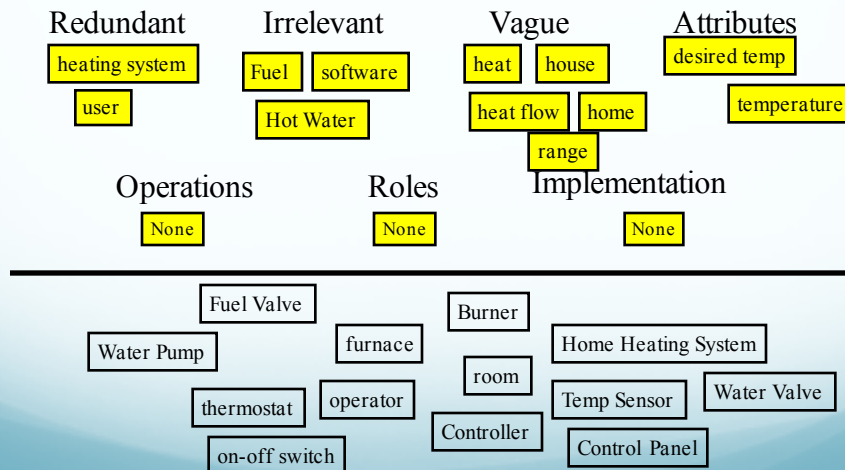 Redundant Irrelevant Vague Attributes
heating system Fuel software heat house desired temp
user Hot Water heat flow home temperature
range
Operations Roles Implementation
None None None
Fuel Valve Burner
Water Pump furnace Home Heating System
room
thermostat operator Temp Sensor Water Valve
on-off switch Controller Control Panel